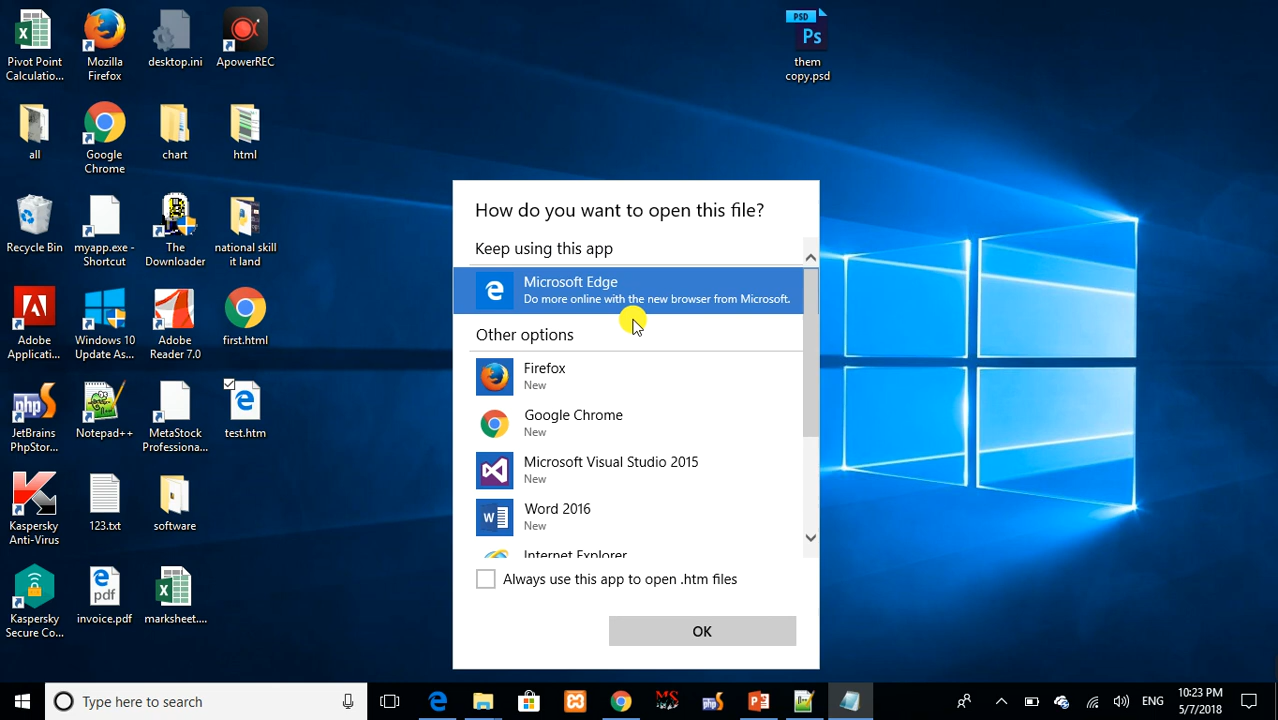 Pivot Point
Calculatio...
Mozilla
Firefox
desktop.ini
ApowerREC
PSD
Ps
them
copy.psd
all
Google
Chrome
chart
html
Recycle Bin
myapp.exe -
Shortcut
The
Downloader
national skill
it land
Adobe
Applicati...
Windows 10
Update As...
Adobe
Reader 7.0
first.html
php
JetBrains
PhpStor...
Notepad++
MetaStock
Professiona...
test.htm
Kaspersky
Anti-Virus
123.txt
software
Kaspersky
Secure Co...
pdf
invoice.pdf
marksheet....
How do you want to open this file?
Keep using this app
Microsoft Edge
Do more online with the new browser from Microsoft.
Other options
Firefox
New
Google Chrome
New
Microsoft Visual Studio 2015
New
Word 2016
New
Internet Explorer
Always use this app to open .htm files
OK
Type here to search
MS
php
ENG
10:23 PM
5/7/2018